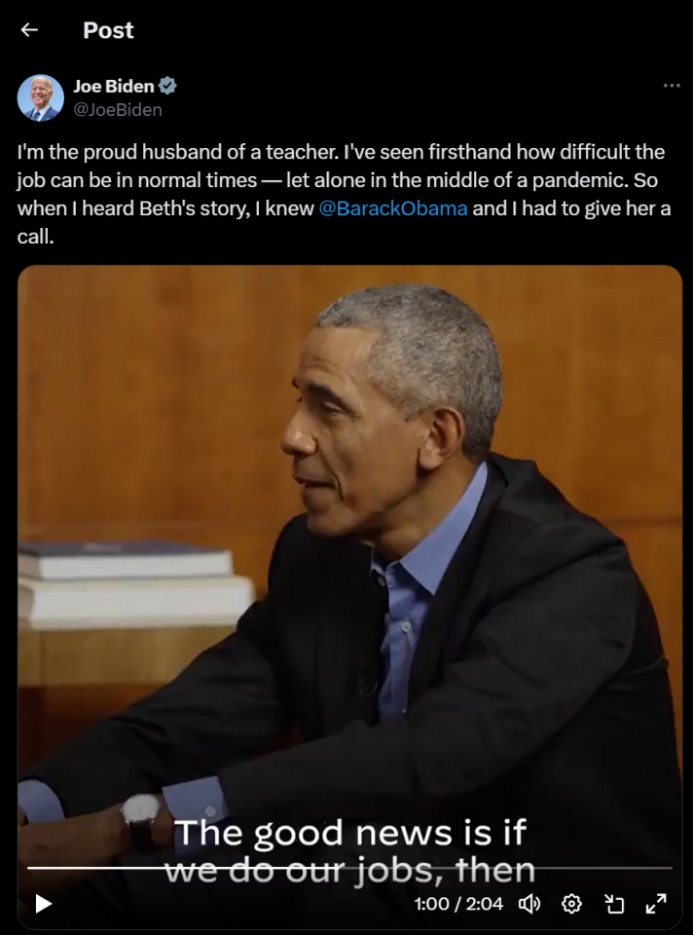 Post
Joe Biden
@JoeBiden
I'm the proud husband of a teacher. I've seen firsthand how difficult the
job can be in normal times — let alone in the middle of a pandemic. So
when I heard Beth's story, I knew @BarackObama and I had to give her a
call.
The good news is if
we do our jobs, then
1:00 / 2:04